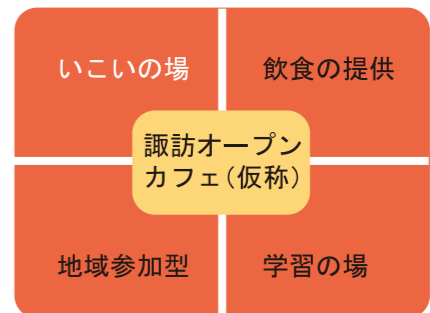 いこいの場
飲食の提供
諏訪オープン
カフェ(仮称)
地域参加型
学習の場